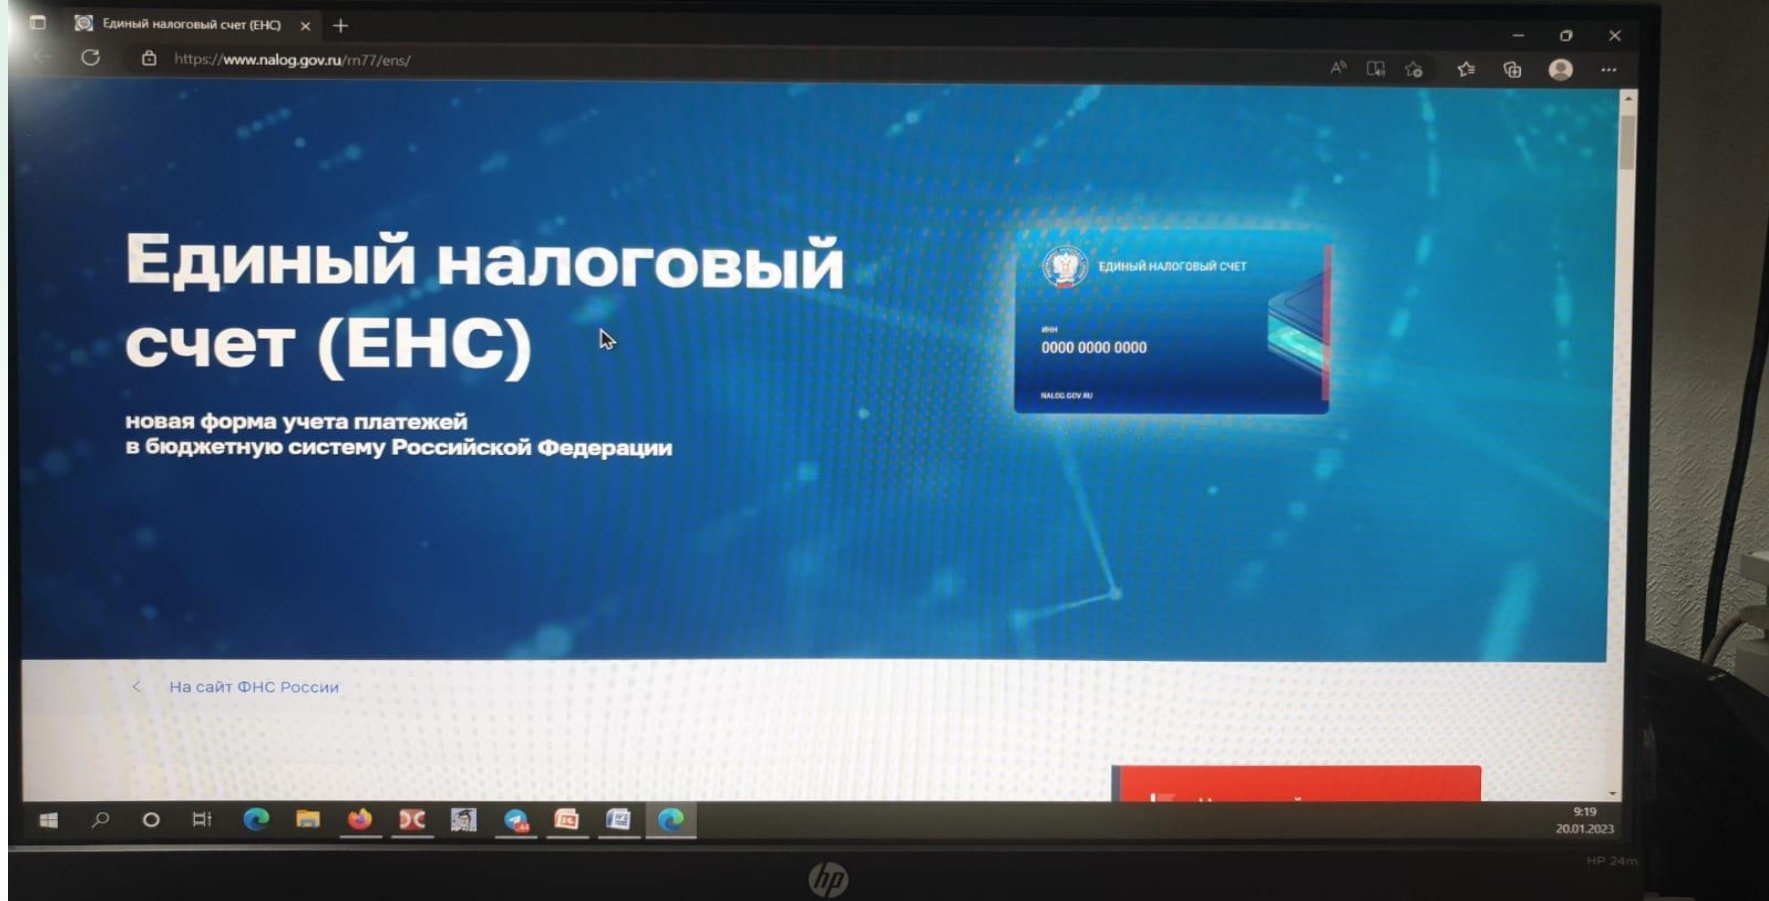 Единый налоговый счет (ЕНС)
https://www.nalog.gov.ru/rn77/ens/
Единый налоговый
счет (ЕНС)
новая форма учета платежей
в бюджетную систему Российской Федерации
ЕДИНЫЙ НАЛОГОВЫЙ СЧЕТ
ИНН
0000 0000 0000
NALOG.GOV.RU
На сайт ФНС России
9:19
20.01.2023
hp
HP 24m